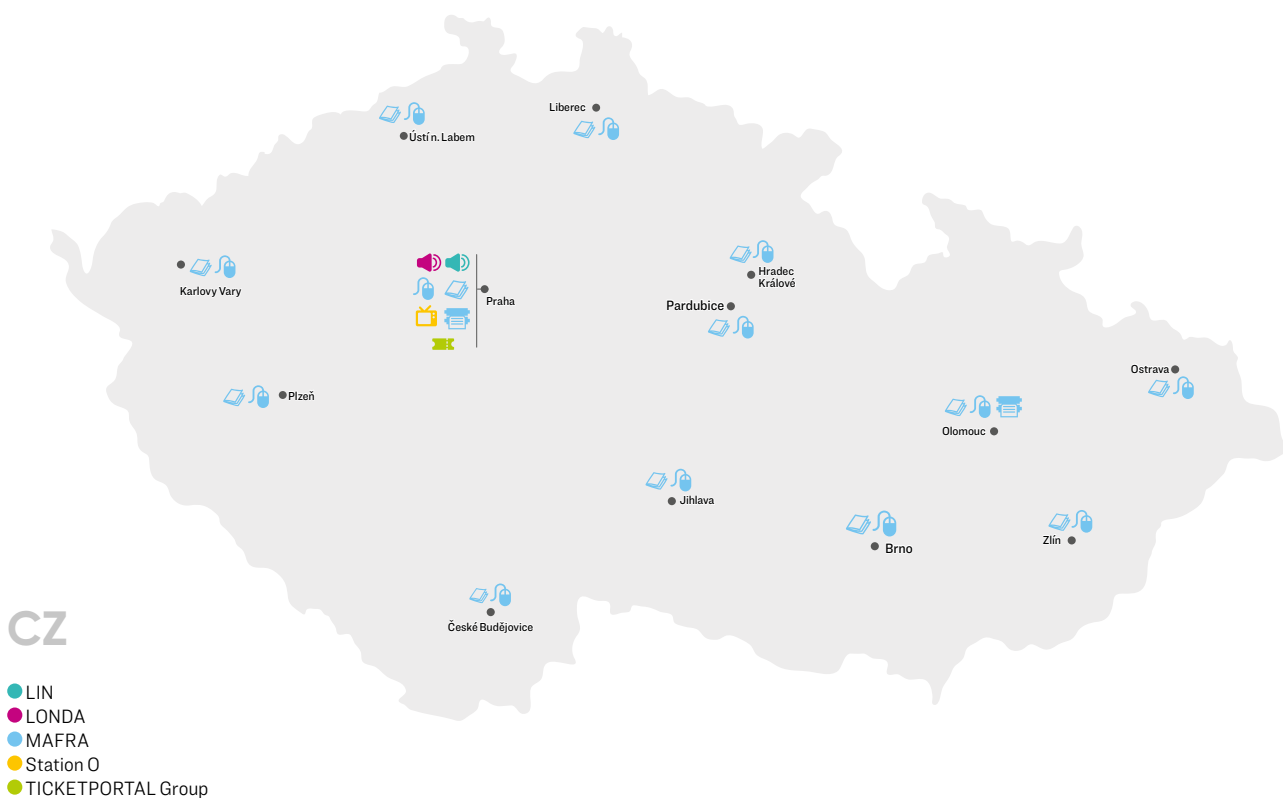 Liberec
Ústí n. Labem
Karlovy Vary
Praha
Hradec
Králové
Pardubice
Plzeň
Ostrava
Olomouc
Jihlava
Brno
Zlín
České Budějovice
CZ
LIN
LONDA
MAFRA
Station O
TICKETPORTAL Group